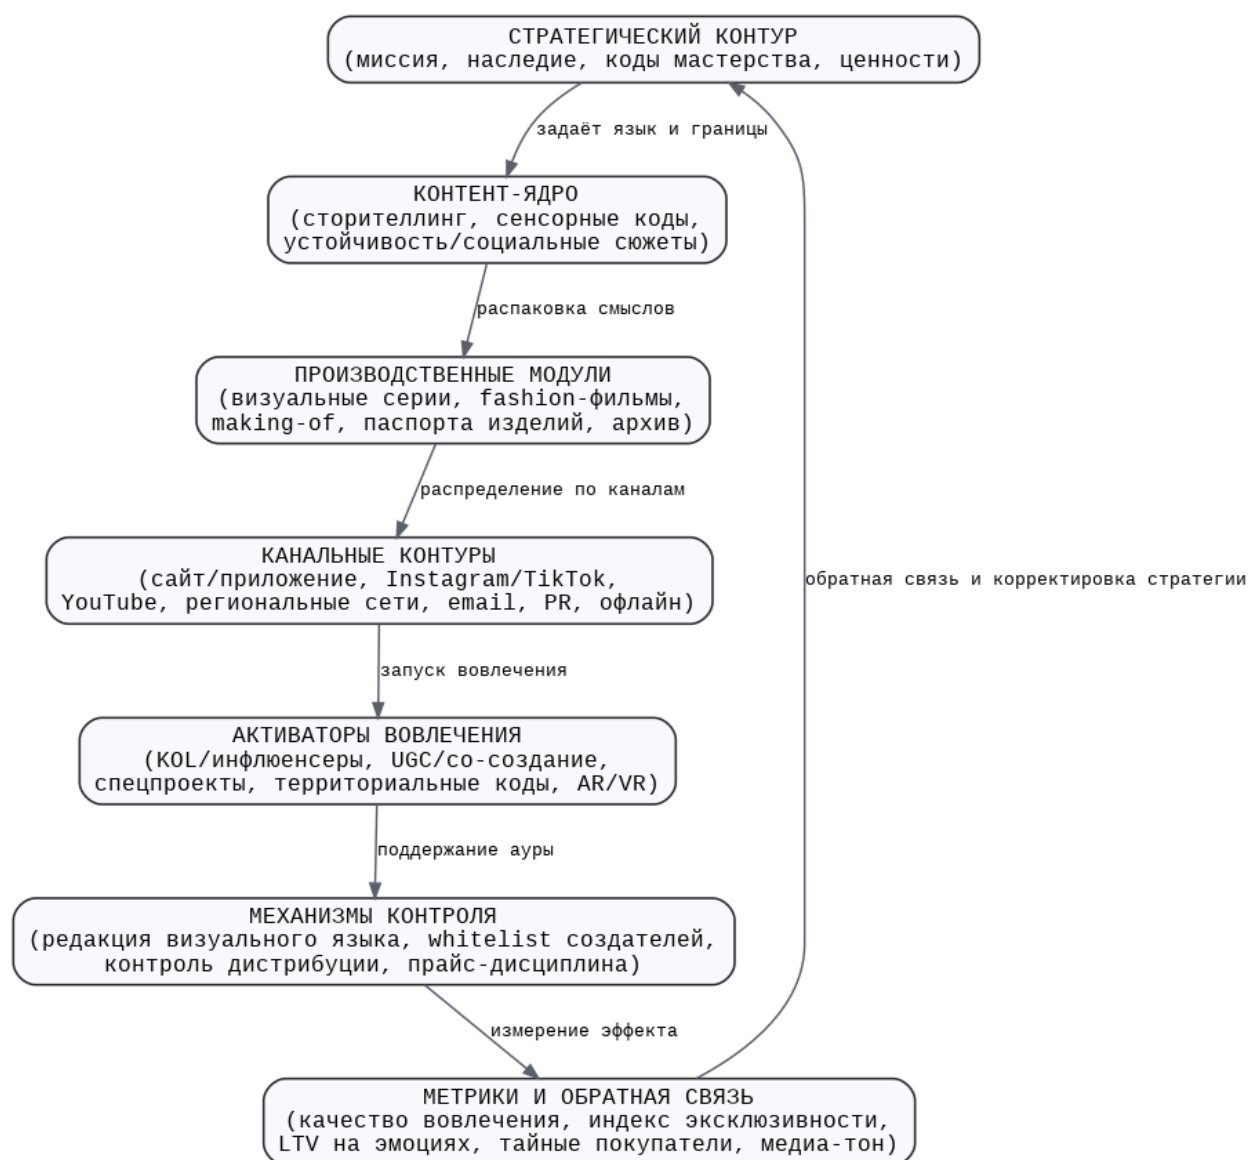 СТРАТЕГИЧЕСКИЙ КОНТУР
(миссия, наследие, коды мастерства, ценности)
задаёт язык и границы
КОНТЕНТ-ЯДРО
(сторителлинг, сенсорные коды,
устойчивость/социальные сюжеты)
распаковка смыслов
ПРОИЗВОДСТВЕННЫЕ МОДУЛИ
(визуальные серии, fashion-фильмы,
making-of, паспорта изделий, архив)
распределение по каналам
КАНАЛЬНЫЕ КОНТУРЫ
(сайт/приложение, Instagram/TikTok,
YouTube, региональные сети, email, PR, офлайн)
обратная связь и корректировка стратегии
запуск вовлечения
АКТИВАТОРЫ ВОВЛЕЧЕНИЯ
(KOL/инфлюенсеры, UGC/со-создание,
спецпроекты, территориальные коды, AR/VR)
поддержание ауры
МЕХАНИЗМЫ КОНТРОЛЯ
(редакция визуального языка, whitelist создателей,
контроль дистрибуции, прайс-дисциплина)
измерение эффекта
МЕТРИКИ И ОБРАТНАЯ СВЯЗЬ
(качество вовлечения, индекс эксклюзивности,
LTV на эмоциях, тайные покупатели, медиа-тон)